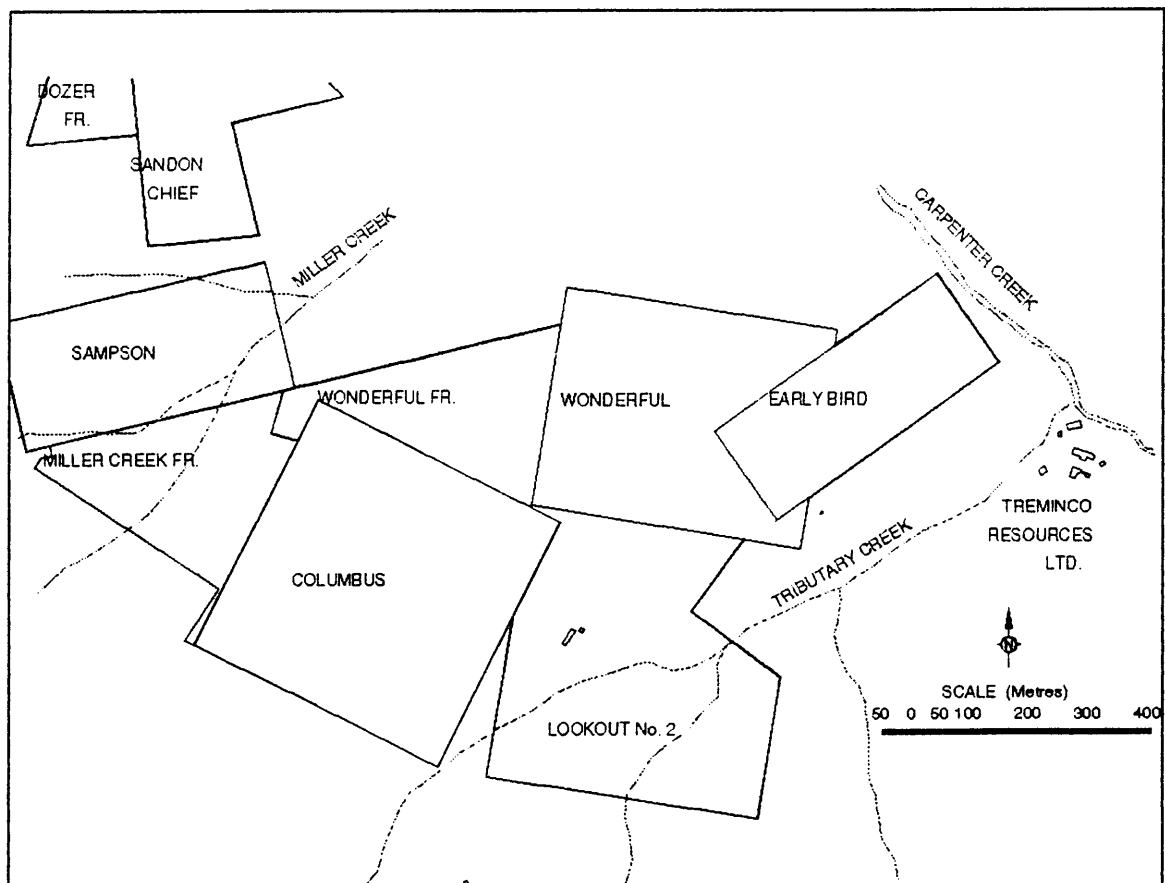 DOZER
FR.
SANDON
CHIEF
MILLER CREEK
CARPENTER CREEK
SAMPSON
WONDERFUL FR.
WONDERFUL
EARLY BIRD
MILLER CREEK FR.
TREMINCO
RESOURCES
LTD.
TRIBUTARY CREEK
COLUMBUS
LOOKOUT No. 2
N
SCALE (Metres)
50 0 50 100 200 300 400